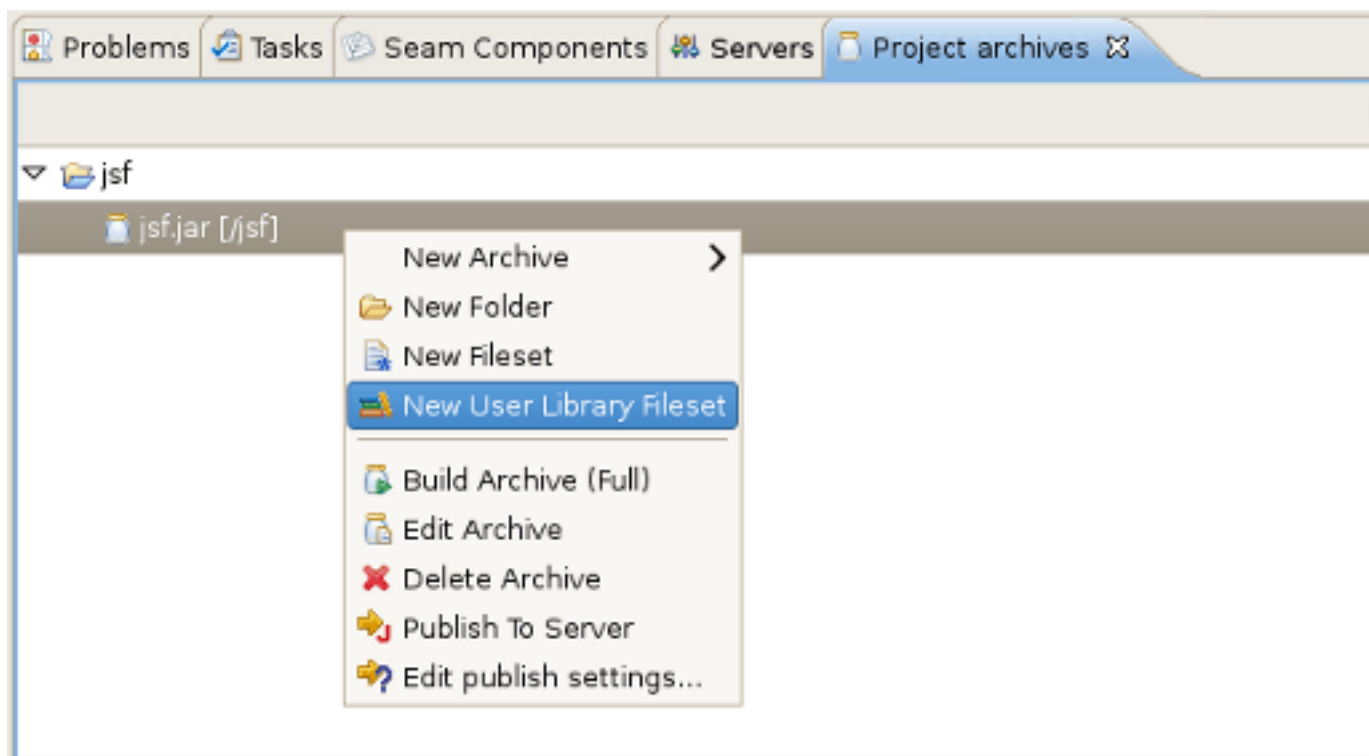 Problems Tasks Seam Components Servers Project archives
jsf
jsf.jar [/jsf]
New Archive
New Folder
New Fileset
New User Library Fileset
Build Archive (Full)
Edit Archive
Delete Archive
Publish To Server
Edit publish settings...